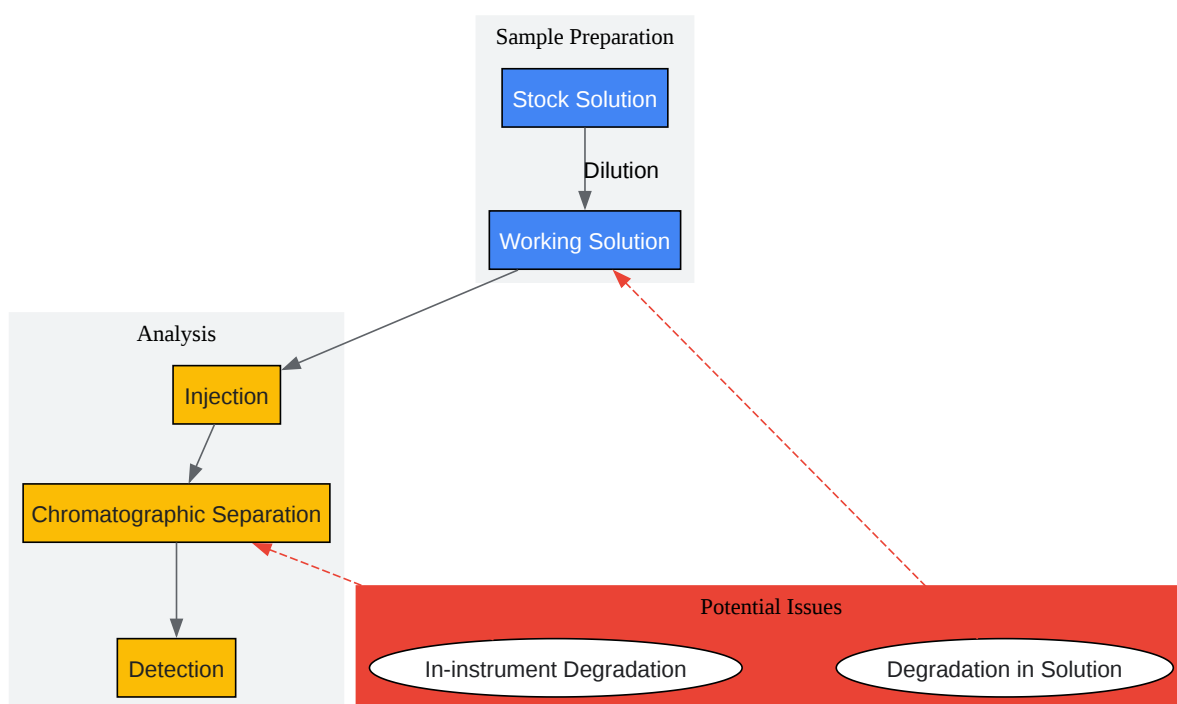 Sample Preparation
Stock Solution
Dilution
Working Solution
Analysis
Injection
Chromatographic Separation
Detection
Potential Issues
In-instrument Degradation
Degradation in Solution